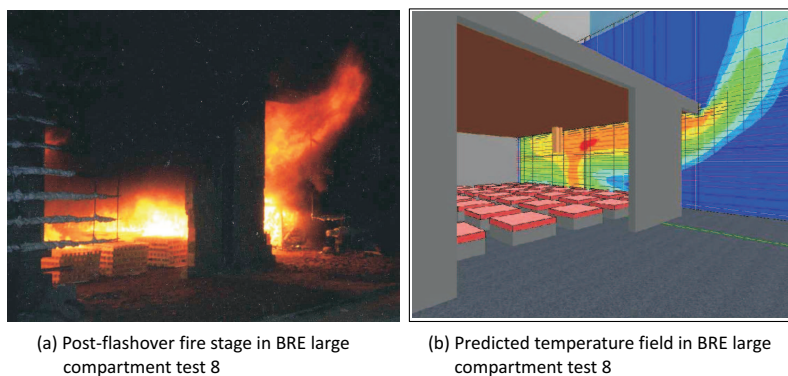 (a) Post-flashover fire stage in BRE large
compartment test 8
(b) Predicted temperature field in BRE large
compartment test 8